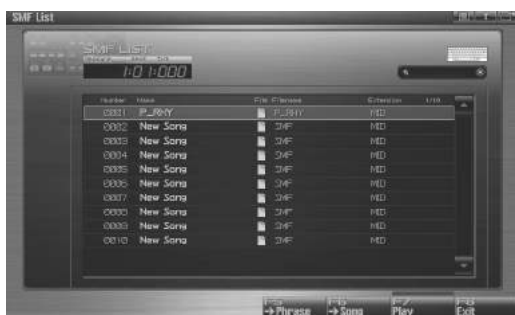 SMF List
SMF LIST
1:01:000
Number Name File Filename Extension 1/10
0001 P_RHY P_RHY MID
0002 New Song SMF MID
0003 New Song SMF MID
0004 New Song SMF MID
0005 New Song SMF MID
0006 New Song SMF MID
0007 New Song SMF MID
0008 New Song SMF MID
0009 New Song SMF MID
0010 New Song SMF MID
F5 F6 F7 F8
→Phrase →Song Play Exit